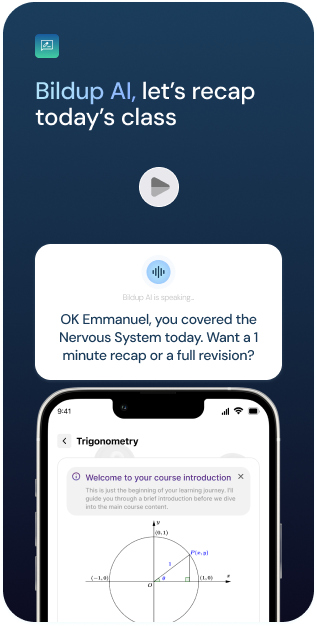 Bildup AI, let's recap
today's class
Bildup AI is speaking...
OK Emmanuel, you covered the
Nervous System today. Want a 1
minute recap or a full revision?
9:41
Trigonometry
Welcome to your course introduction
This is just the beginning of your learning journey. I'll
guide you through a brief introduction before we dive
into the main course content.
y
(0,1)
P(x,y)
1
(−1,0)
θ
(1,0)
x
O